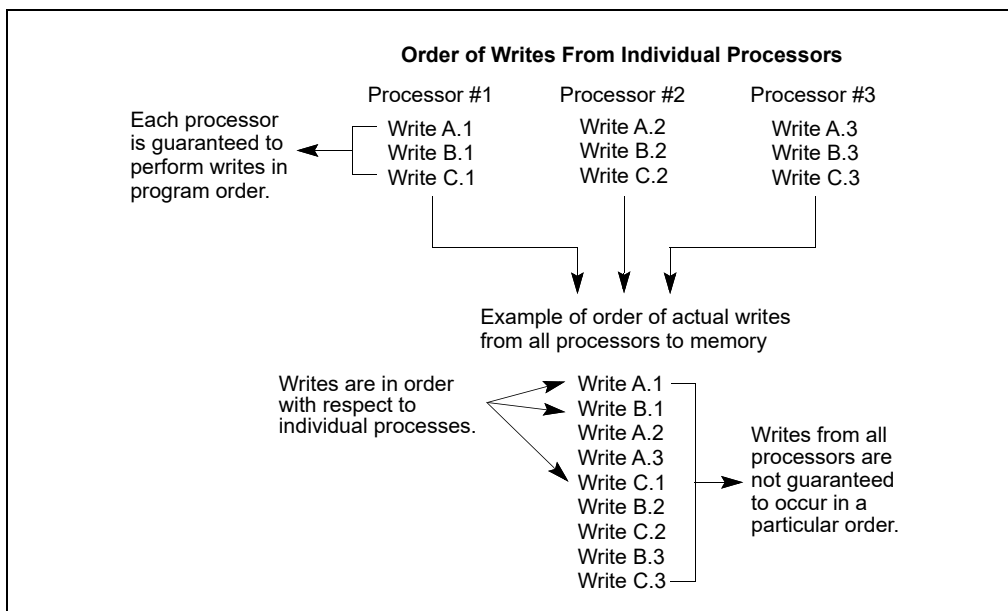 Order of Writes From Individual Processors
Processor #1
Processor #2
Processor #3
Each processor
is guaranteed to
perform writes in
program order.
Write A.1
Write B.1
Write C.1
Write A.2
Write B.2
Write C.2
Write A.3
Write B.3
Write C.3
Example of order of actual writes
from all processors to memory
Writes are in order
with respect to
individual processes.
Write A.1
Write B.1
Write A.2
Write A.3
Write C.1
Write B.2
Write C.2
Write B.3
Write C.3
Writes from all
processors are
not guaranteed
to occur in a
particular order.